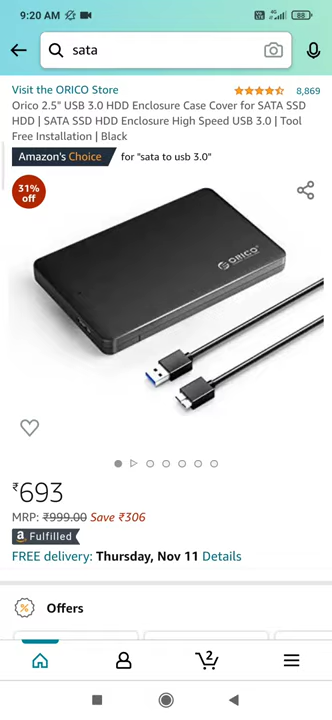 9:20 AM
4G
88
sata
Visit the ORICO Store
8,869
Orico 2.5" USB 3.0 HDD Enclosure Case Cover for SATA SSD
HDD | SATA SSD HDD Enclosure High Speed USB 3.0 | Tool
Free Installation | Black
Amazon's Choice for "sata to usb 3.0"
31%
off
ORICO
₹693
MRP: ₹999.00 Save ₹306
a Fulfilled
FREE delivery: Thursday, Nov 11 Details
Offers
2